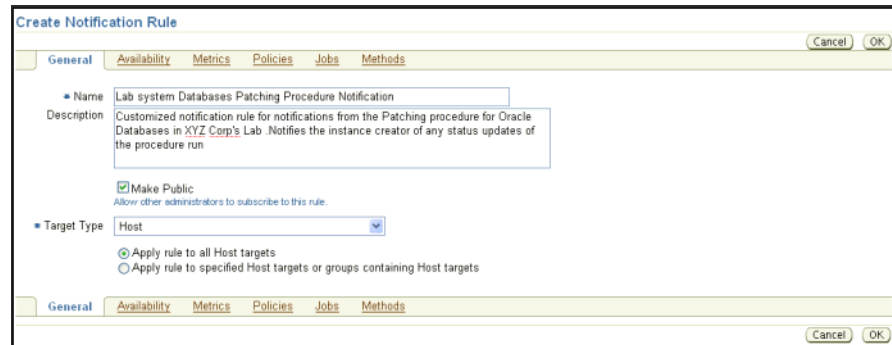 Create Notification Rule
Cancel OK
General Availability Metrics Policies Jobs Methods
* Name Lab system Databases Patching Procedure Notification
Description Customized notification rule for notifications from the Patching procedure for Oracle
Databases in XYZ Corp's Lab .Notifies the instance creator of any status updates of
the procedure run
Make Public
Allow other administrators to subscribe to this rule.
* Target Type Host
Apply rule to all Host targets
Apply rule to specified Host targets or groups containing Host targets
General Availability Metrics Policies Jobs Methods
Cancel OK